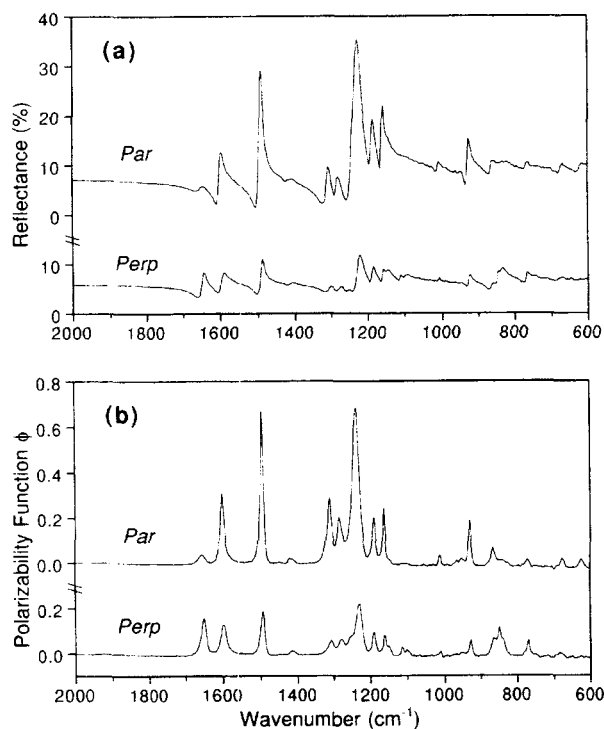 (a)
40
30
20
10
0
10
0
Reflectance (%)
Par
Perp
2000 1800 1600 1400 1200 1000 800 600
(b)
0.8
0.6
0.4
0.2
0.0
0.2
0.0
Polarizability Function ϕ
Par
Perp
2000 1800 1600 1400 1200 1000 800 600
Wavenumber (cm⁻¹)